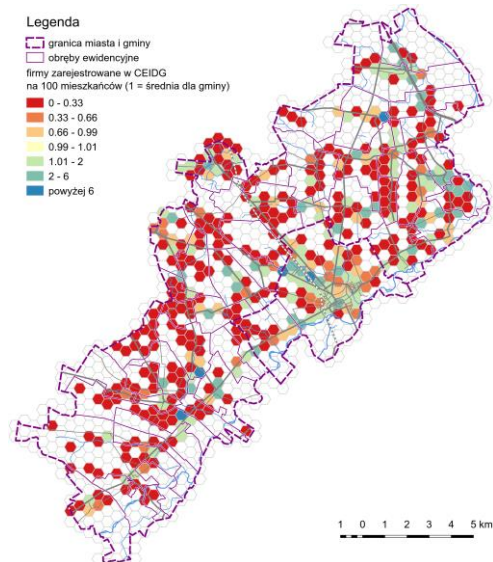 Legenda
granica miasta i gminy
obręby ewidencyjne
firmy zarejestrowane w CEIDG
na 100 mieszkańców (1 = średnia dla gminy)
0 - 0.33
0.33 - 0.66
0.66 - 0.99
0.99 - 1.01
1.01 - 2
2 - 6
powyżej 6
1 0 1 2 3 4 5 km